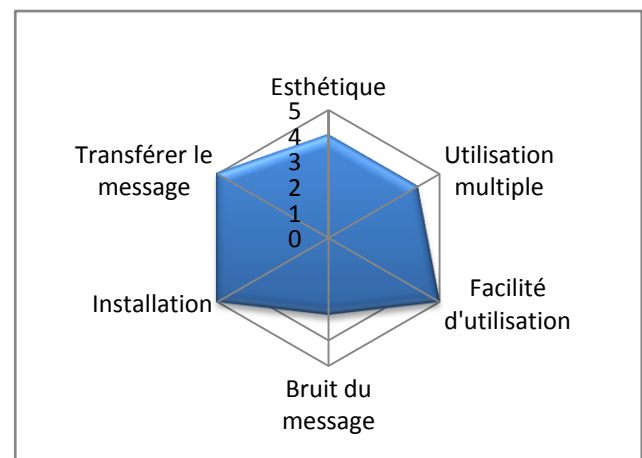 Esthétique
5
4
3
2
1
0
Utilisation
multiple
Facilité
d'utilisation
Bruit du
message
Installation
Transférer le
message